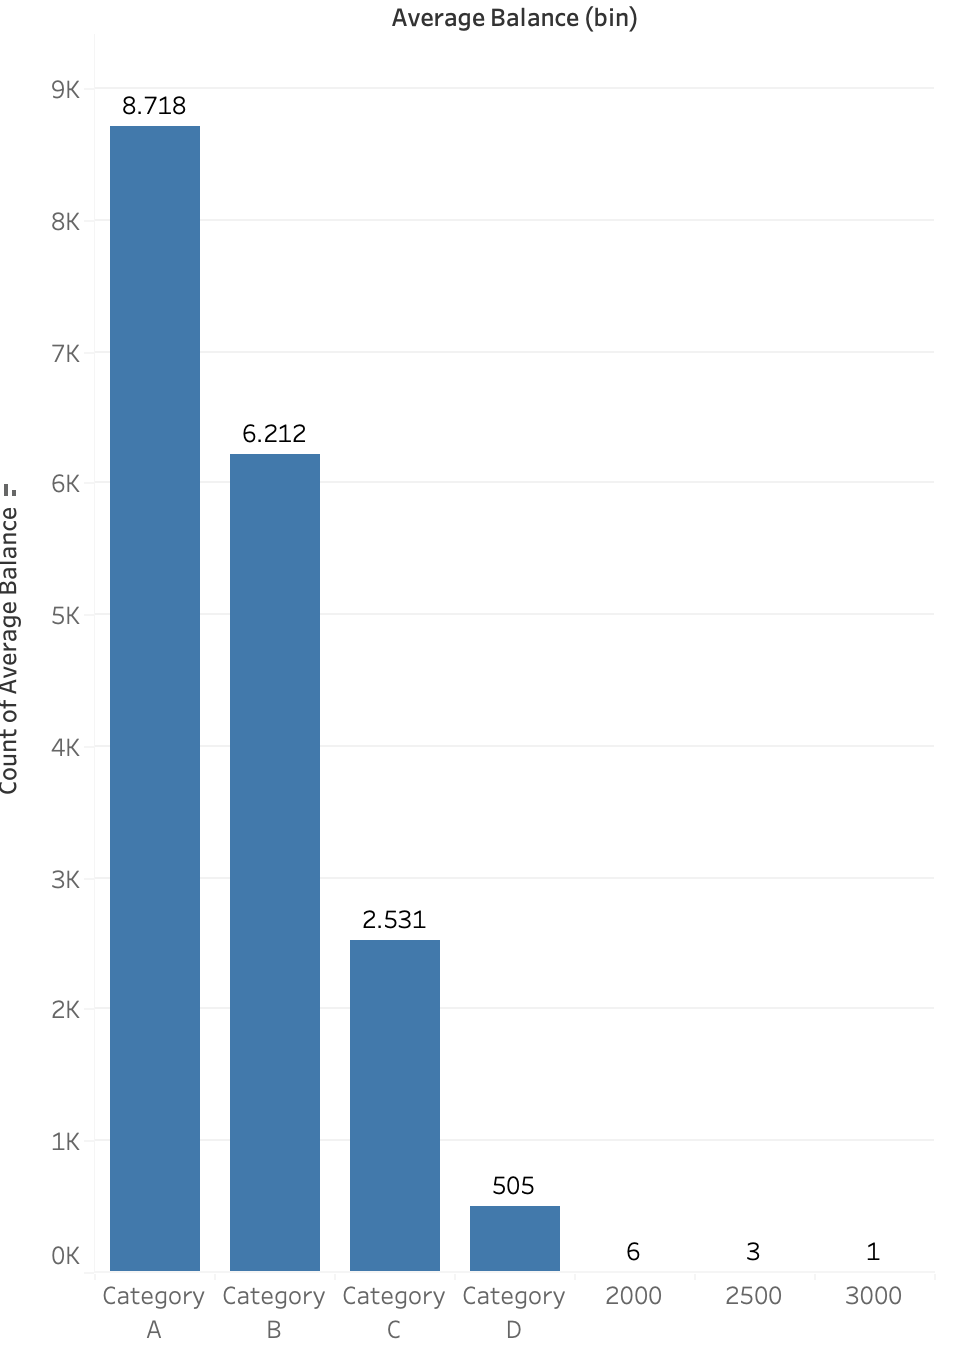 Average Balance (bin)
9K
8K
7K
6K
5K
4K
3K
2K
1K
0K
Count of Average Balance
8.718
6.212
2.531
505
6
3
1
Category A
Category B
Category C
Category D
2000
2500
3000